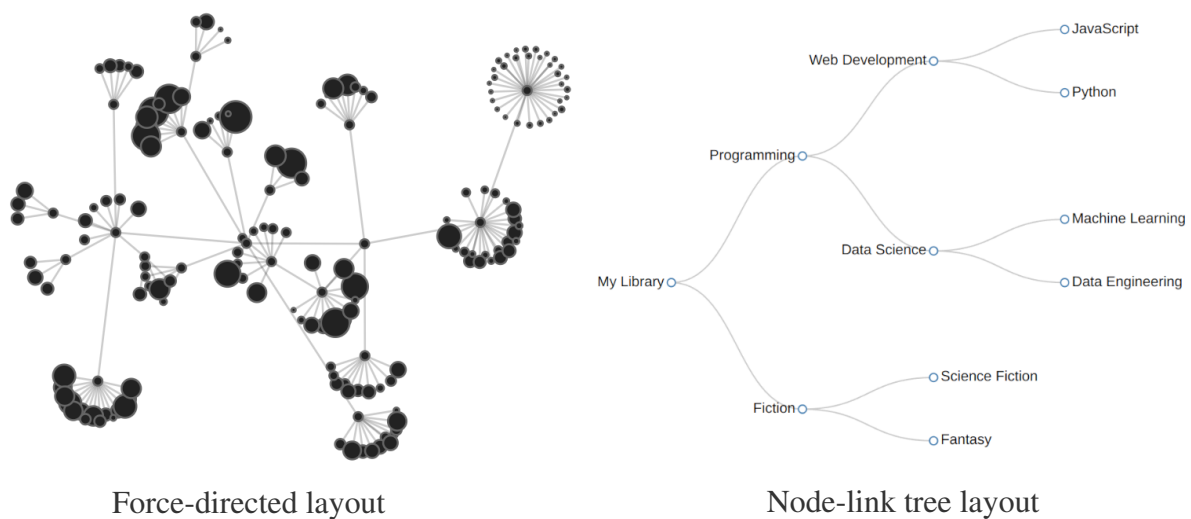 JavaScript
Web Development
Python
Programming
Machine Learning
Data Science
My Library
Data Engineering
Science Fiction
Fiction
Fantasy
Force-directed layout
Node-link tree layout